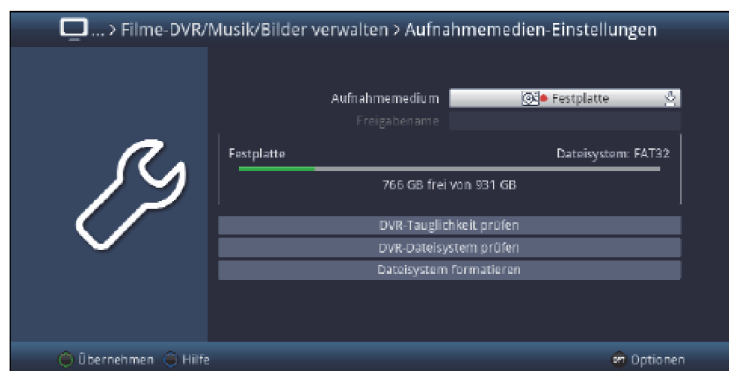 ... > Filme-DVR/Musik/Bilder verwalten > Aufnahmemedien-Einstellungen
Aufnahmemedium Festplatte
Freigabename
Festplatte Dateisystem: FAT32
766 GB frei von 931 GB
DVR-Tauglichkeit prüfen
DVR-Dateisystem prüfen
Dateisystem formatieren
Übernehmen Hilfe OPT Optionen